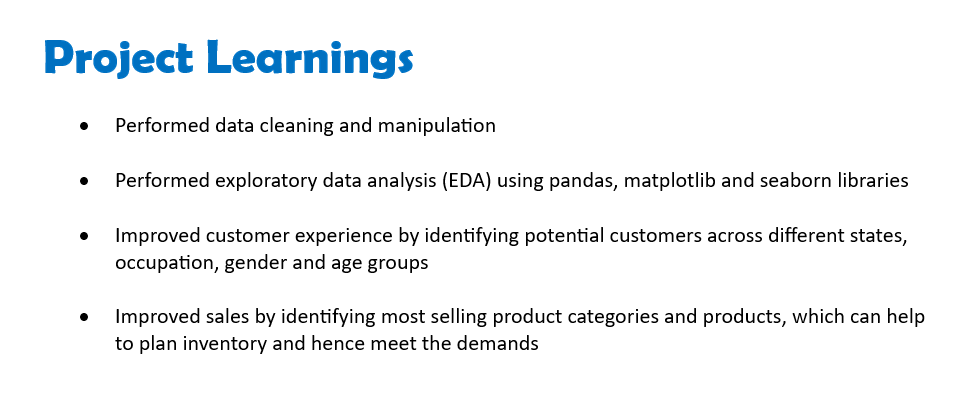 Project Learnings
• Performed data cleaning and manipulation
• Performed exploratory data analysis (EDA) using pandas, matplotlib and seaborn libraries
• Improved customer experience by identifying potential customers across different states,
occupation, gender and age groups
• Improved sales by identifying most selling product categories and products, which can help
to plan inventory and hence meet the demands